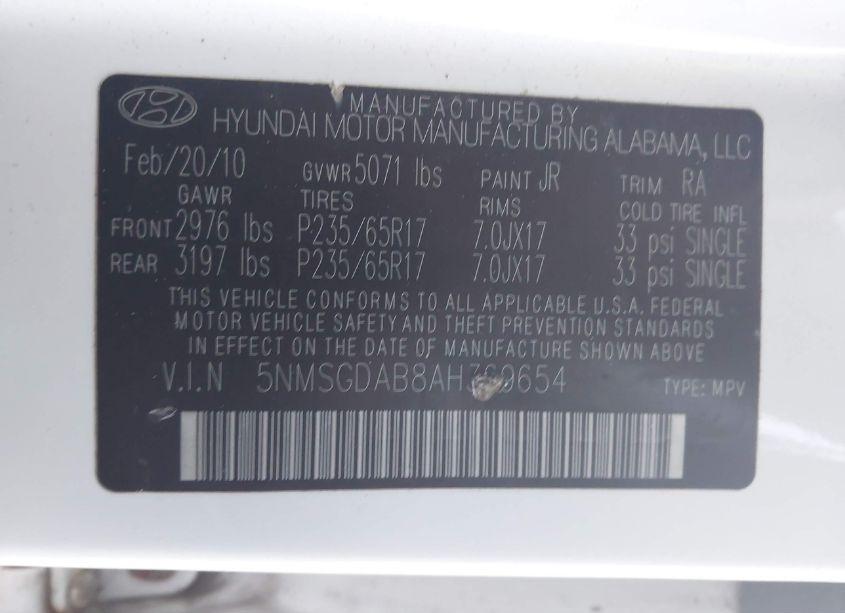 MANUFACTURED BY
HYUNDAI MOTOR MANUFACTURING ALABAMA, LLC
Feb/20/10 GVWR 5071 lbs PAINT JR TRIM RA
GAWR TIRES RIMS COLD TIRE INFL
FRONT 2976 lbs P235/65R17 7.0JX17 33 psi SINGLE
REAR 3197 lbs P235/65R17 7.0JX17 33 psi SINGLE
THIS VEHICLE CONFORMS TO ALL APPLICABLE U.S.A. FEDERAL
MOTOR VEHICLE SAFETY AND THEFT PREVENTION STANDARDS
IN EFFECT ON THE DATE OF MANUFACTURE SHOWN ABOVE
V.I.N TYPE: MPV